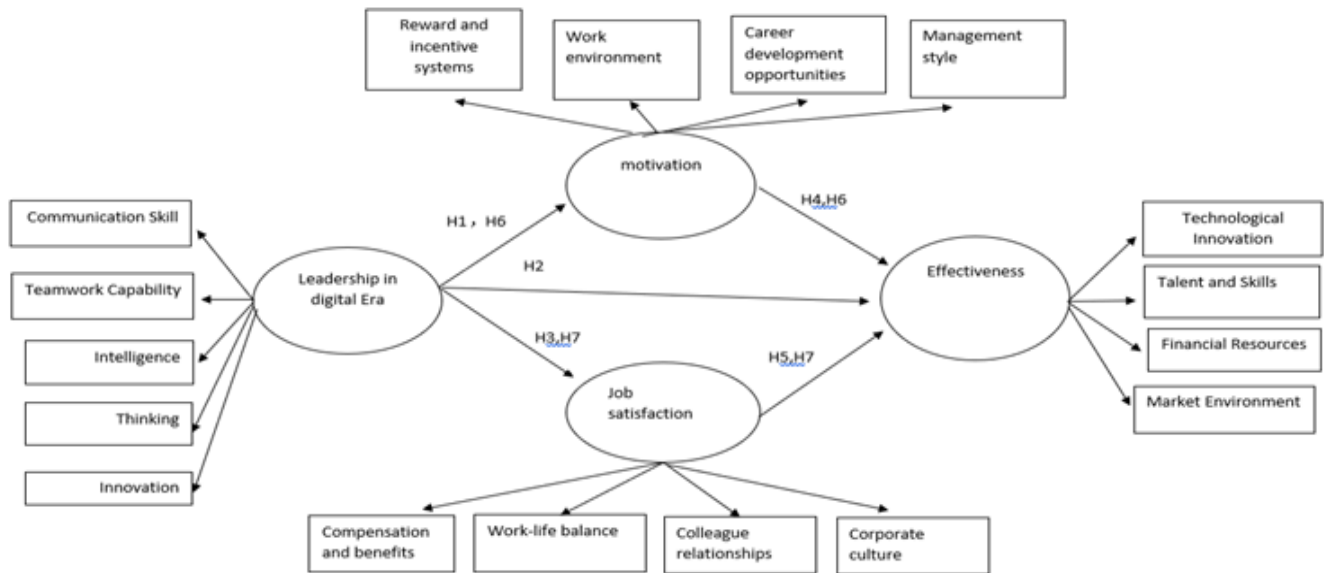 Reward and
incentive
systems
Work
environment
Career
development
opportunities
Management
style
motivation
H4,H6
H1，H6
H2
Communication Skill
Teamwork Capability
Intelligence
Thinking
Innovation
Leadership in
digital Era
Effectiveness
Technological
Innovation
Talent and Skills
Financial Resources
Market Environment
H3,H7
H5,H7
Job
satisfaction
Compensation
and benefits
Work-life balance
Colleague
relationships
Corporate
culture